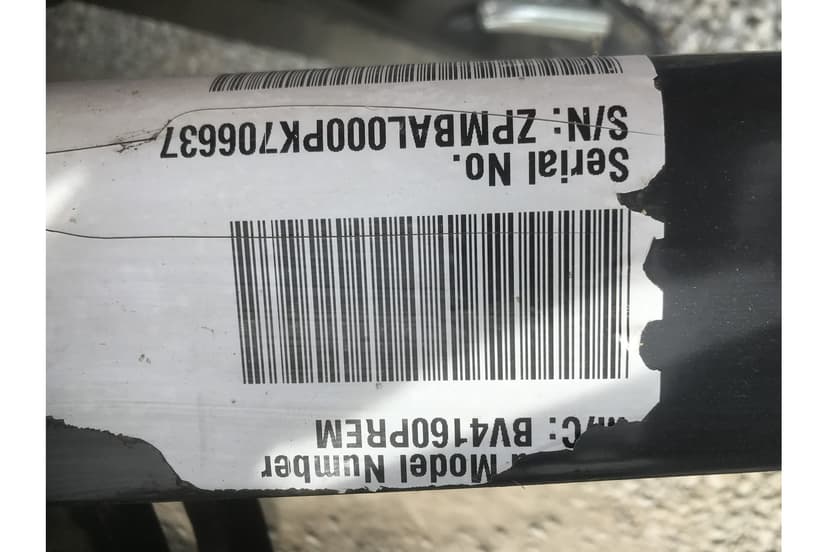 Model Number
M/C: BV4160PREM
Serial No.
S/N: ZPMBAL000PK706637